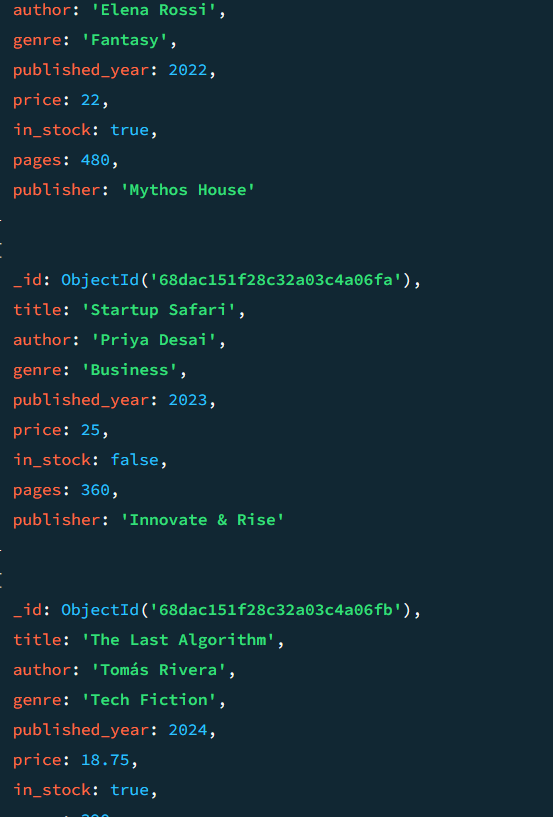 author: 'Elena Rossi',
genre: 'Fantasy',
published_year: 2022,
price: 22,
in_stock: true,
pages: 480,
publisher: 'Mythos House'
_id: ObjectId('68dac151f28c32a03c4a06fa'),
title: 'Startup Safari',
author: 'Priya Desai',
genre: 'Business',
published_year: 2023,
price: 25,
in_stock: false,
pages: 360,
publisher: 'Innovate & Rise'
_id: ObjectId('68dac151f28c32a03c4a06fb'),
title: 'The Last Algorithm',
author: 'Tomás Rivera',
genre: 'Tech Fiction',
published_year: 2024,
price: 18.75,
in_stock: true,